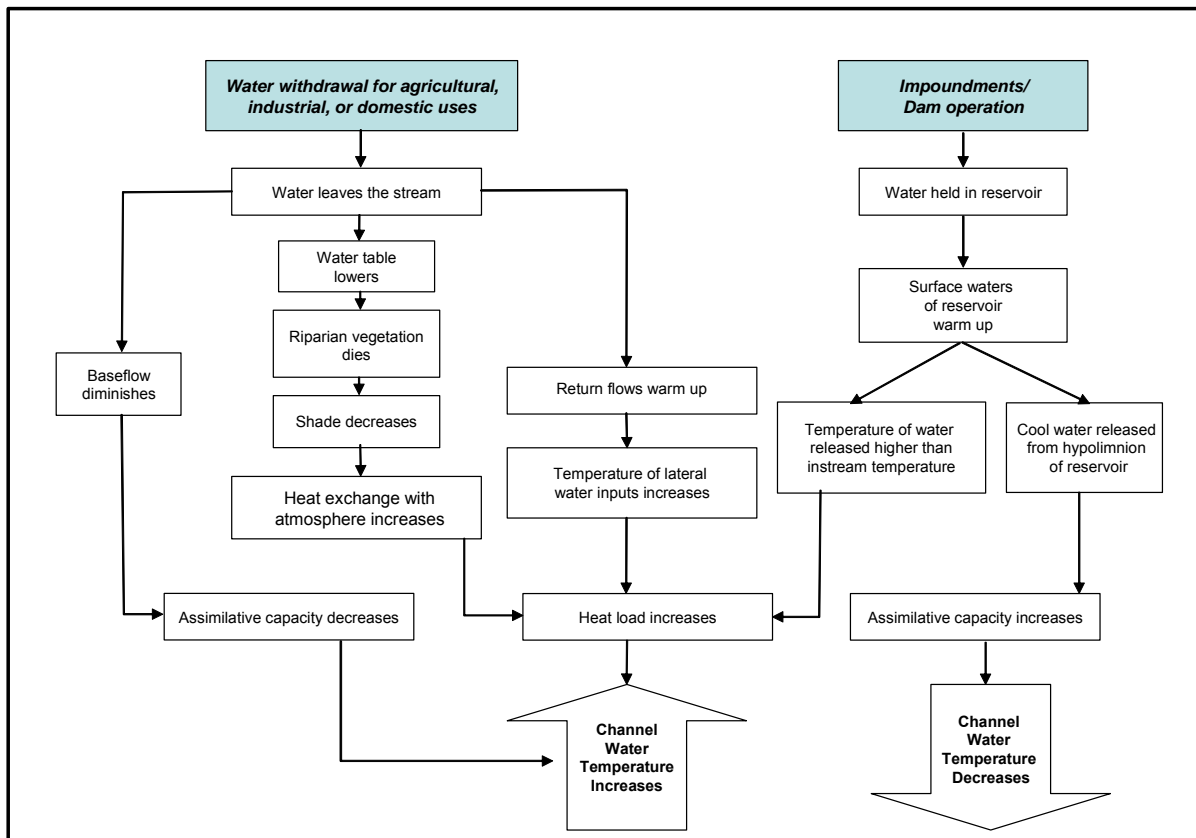 Water withdrawal for agricultural,
industrial, or domestic uses
Impoundments/
Dam operation
Water leaves the stream
Water held in reservoir
Water table
lowers
Surface waters
of reservoir
warm up
Riparian vegetation
dies
Baseflow
diminishes
Return flows warm up
Shade decreases
Temperature of water
released higher than
instream temperature
Cool water released
from hypolimnion
of reservoir
Temperature of lateral
water inputs increases
Heat exchange with
atmosphere increases
Assimilative capacity decreases
Heat load increases
Assimilative capacity increases
Channel
Water
Temperature
Increases
Channel
Water
Temperature
Decreases